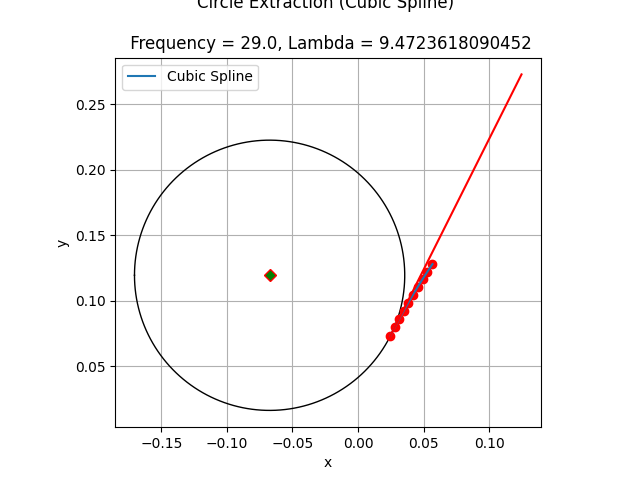 Circle Extraction (Cubic Spline)
Frequency = 29.0, Lambda = 9.4723618090452
Cubic Spline
y
0.25
0.20
0.15
0.10
0.05
−0.15 −0.10 −0.05 0.00 0.05 0.10
x